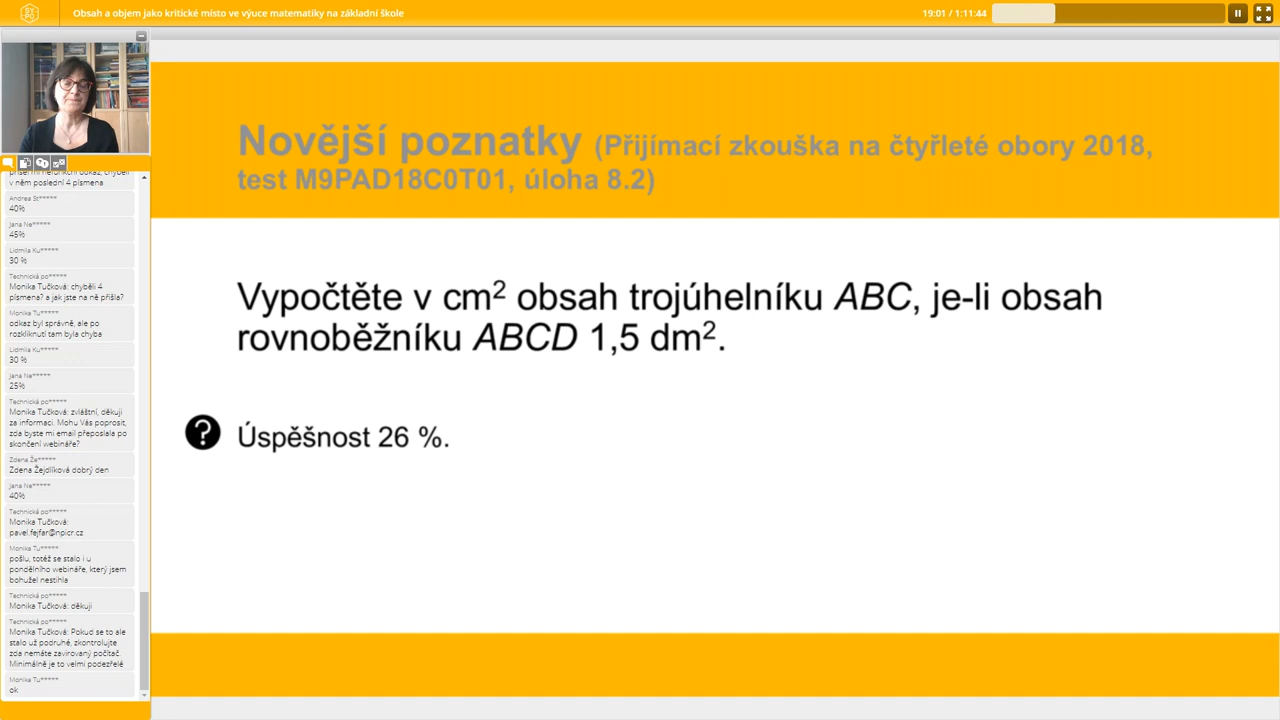 Obsah a objem jako kritické místo ve výuce matematiky na základní škole
19:01 / 1:11:44
Novější poznatky (Přijímací zkouška na čtyřleté obory 2018,
test M9PAD18C0T01, úloha 8.2)
Vypočtěte v cm² obsah trojúhelníku ABC, je-li obsah
rovnoběžníku ABCD 1,5 dm².
Úspěšnost 26 %.
v něm poslední 4 písmena
Andrea St*****
40%
Jana Ne*****
45%
Lidmila Ku*****
30 %
Technická po*****
Monika Tučková: chyběli 4
písmena? a jak jste na ně přišla?
Monika Tu*****
odkaz byl správně, ale po
rozkliknutí tam byla chyba
Lidmila Ku*****
30 %
Jana Ne*****
25%
Technická po*****
Monika Tučková: zvláštní, děkuji
za informaci. Mohu Vás poprosit,
zda byste mi email přeposlala po
skončení webináře?
Zdena Že*****
Zdena Žejdlíková dobrý den
Jana Ne*****
40%
Technická po*****
Monika Tučková:
pavel.fejfar@npicr.cz
Monika Tu*****
pošlu, totéž se stalo i u
pondělního webináře, který jsem
bohužel nestihla
Technická po*****
Monika Tučková: děkuji
Technická po*****
Monika Tučková: Pokud se to ale
stalo už podruhé, zkontrolujte
zda nemáte zavirovaný počítač.
Minimálně je to velmi podezřelé
Monika Tu*****
ok